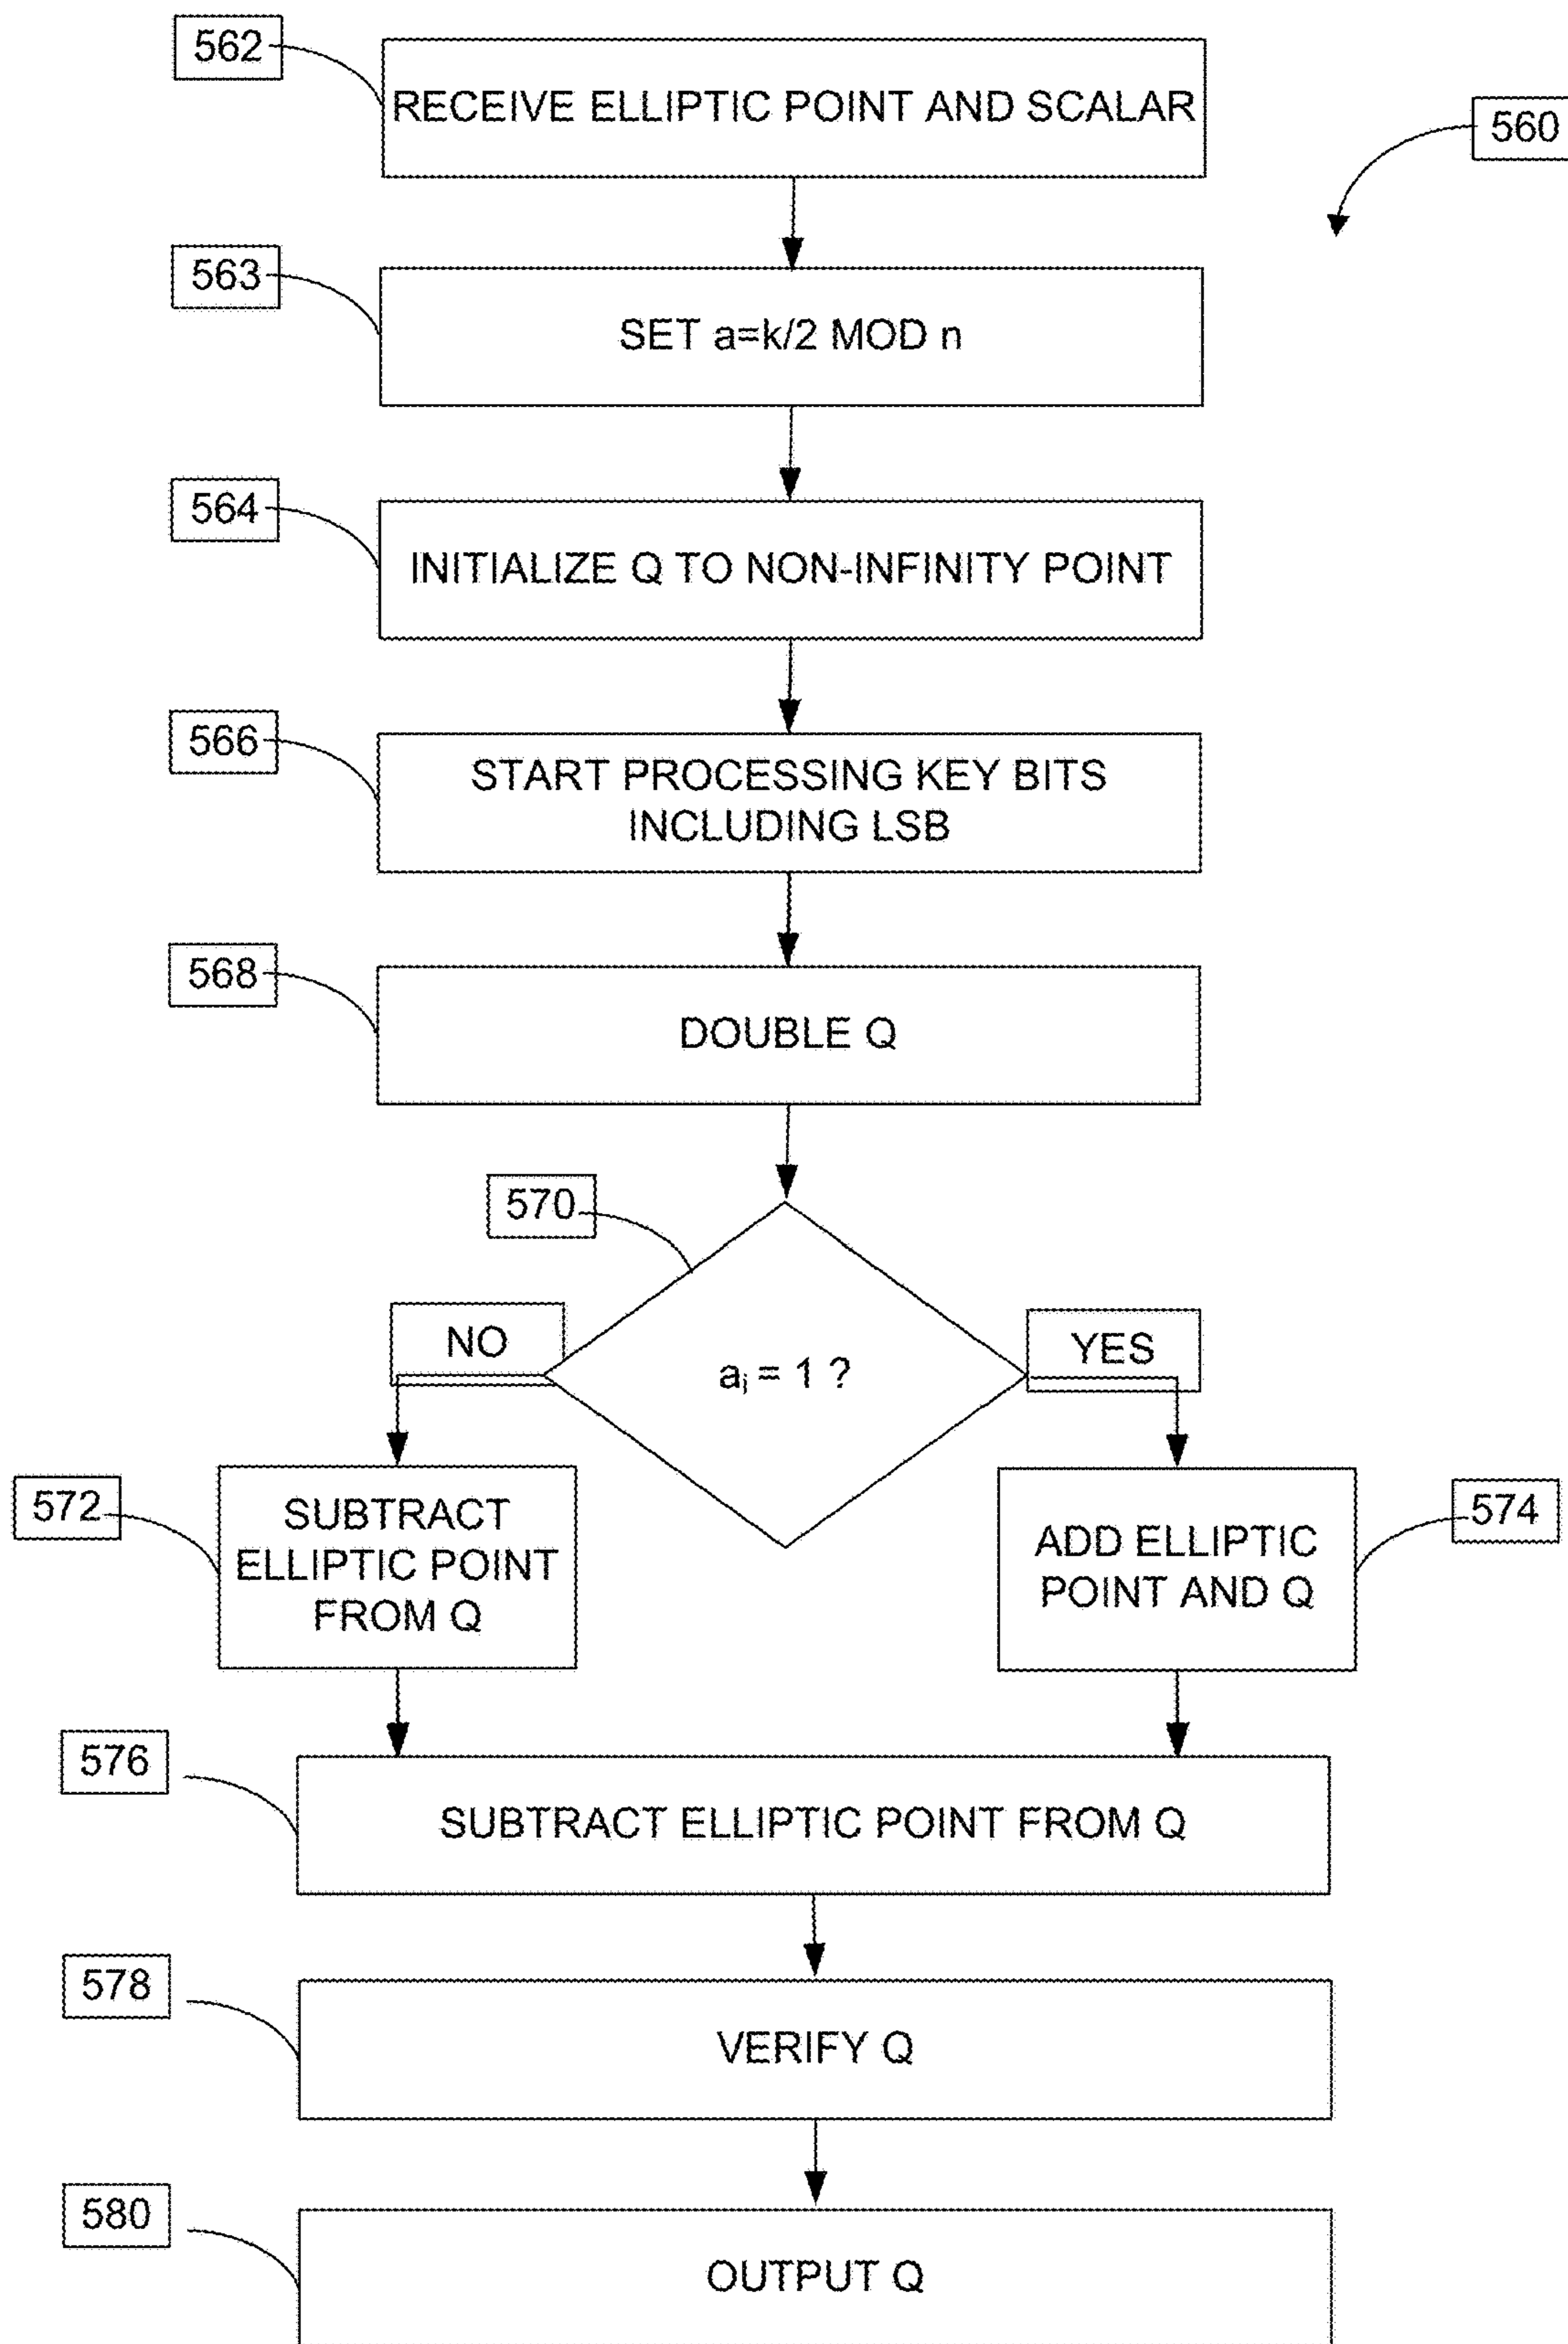 562
RECEIVE ELLIPTIC POINT AND SCALAR
560
563
SET a=k/2 MOD n
564
INITIALIZE Q TO NON-INFINITY POINT
566
START PROCESSING KEY BITS
INCLUDING LSB
568
DOUBLE Q
570
NO
aⱼ = 1 ?
YES
572
SUBTRACT
ELLIPTIC POINT
FROM Q
ADD ELLIPTIC
POINT AND Q
574
576
SUBTRACT ELLIPTIC POINT FROM Q
578
VERIFY Q
580
OUTPUT Q